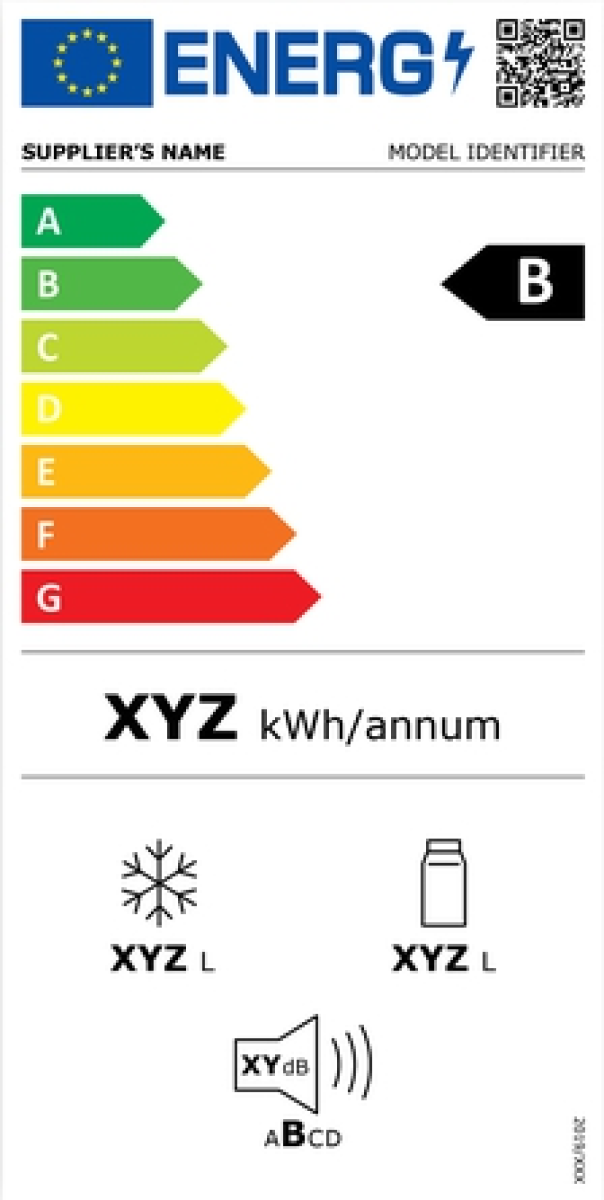 ENERG
SUPPLIER'S NAME MODEL IDENTIFIER
A
B B
C
D
E
F
G
XYZ kWh/annum
XYZ L XYZ L
XY dB
ABCD
2019/XXX